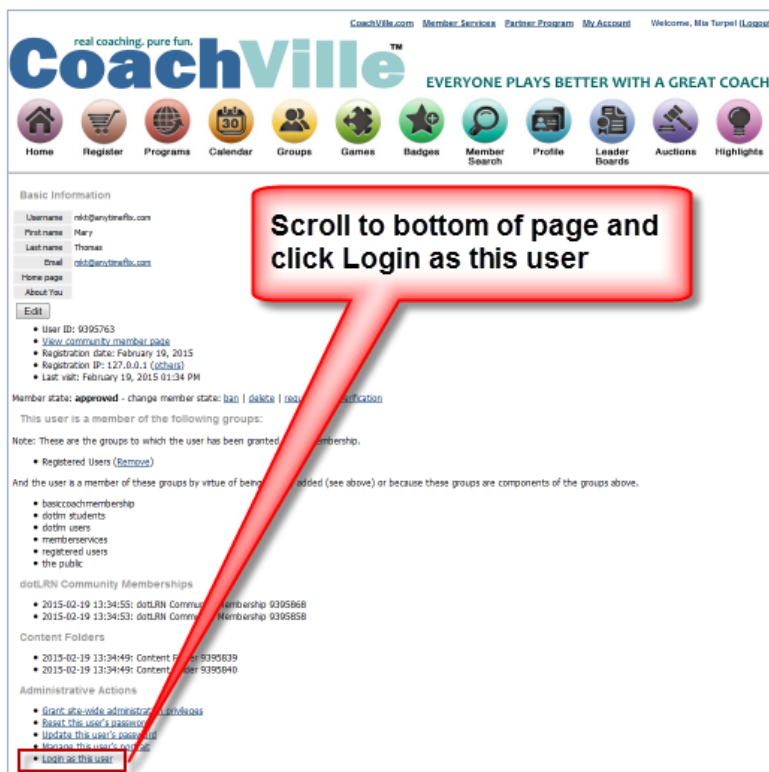 CoachVille.com Member Services Partner Program My Account Welcome, Mia Turpel (Logout
real coaching. pure fun.
CoachVille™
EVERYONE PLAYS BETTER WITH A GREAT COACH
30
Home Register Programs Calendar Groups Games Badges Member Search Profile Leader Boards Auctions Highlights
Basic Information
Scroll to bottom of page and
click Login as this user
Username mkt@anytimeflix.com
First name Mary
Last name Thomas
Email mkt@anytimeflix.com
Home page
About You
Edit
• User ID: 9395763
• View community member page
• Registration date: February 19, 2015
• Registration IP: 127.0.0.1 (others)
• Last visit: February 19, 2015 01:34 PM
Member state: approved - change member state: ban | delete |
This user is a member of the following groups:
Note: These are the groups to which the user has been granted
• Registered Users (Remove)
And the user is a member of these groups by virtue of being added (see above) or because these groups are components of the groups above.
• basiccoachmembership
• dotlrn students
• dotlrn users
• memberservices
• registered users
• the public
dotLRN Community Memberships
• 2015-02-19 13:34:55: dotLRN Membership 9395868
• 2015-02-19 13:34:53: dotLRN Membership 9395858
Content Folders
• 2015-02-19 13:34:49: Content 9395839
• 2015-02-19 13:34:49: Content 9395840
Administrative Actions
• Grant site-wide administration privileges
• Reset this user's password
• Update this user's password
• Manage this user's portrait
• Login as this user